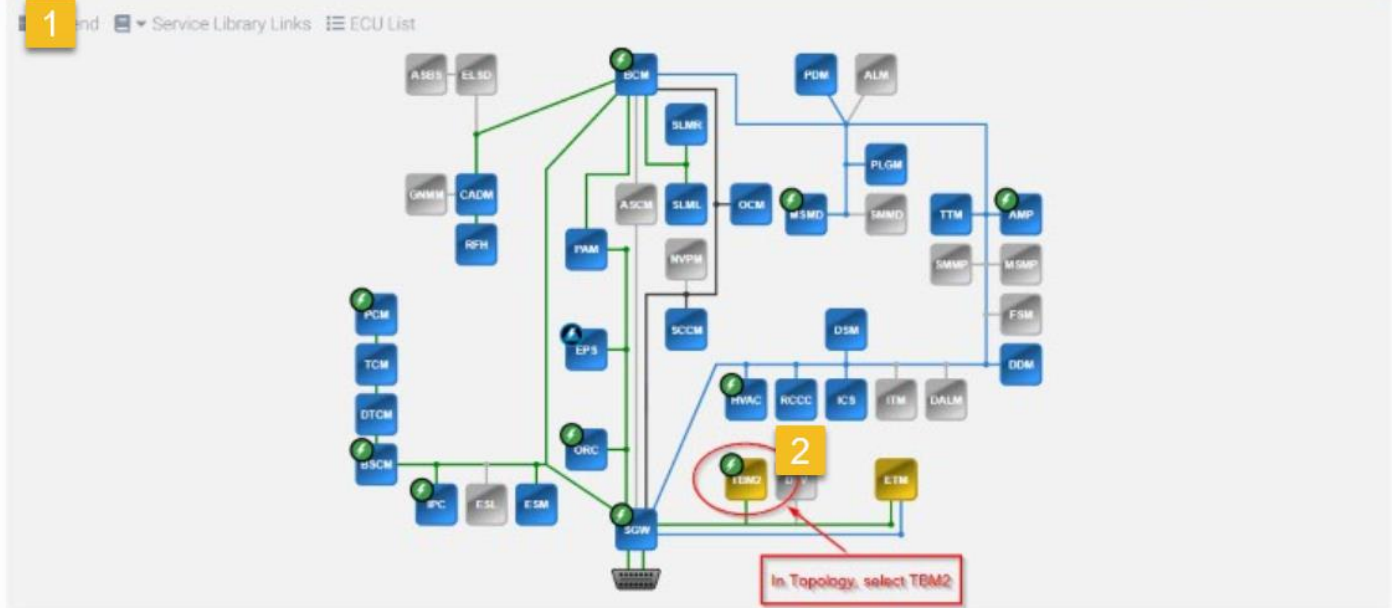 1
end Service Library Links ECU List
ASBS ELSD BCM PDM ALM
SLMR
PLGM
GNMM CADM ASCM SLML OCM MSMD SMMD TTM AMP
RFH PAM NVPM SMMP MSMP
PCM SCCM DSM FSM
TCM EPS DDM
DTCM HVAC RCCC ICS ITM DALM
BSCM ORC 2
TBM2 ETM
IPC ESL ESM SGW
In Topology, select TBM2